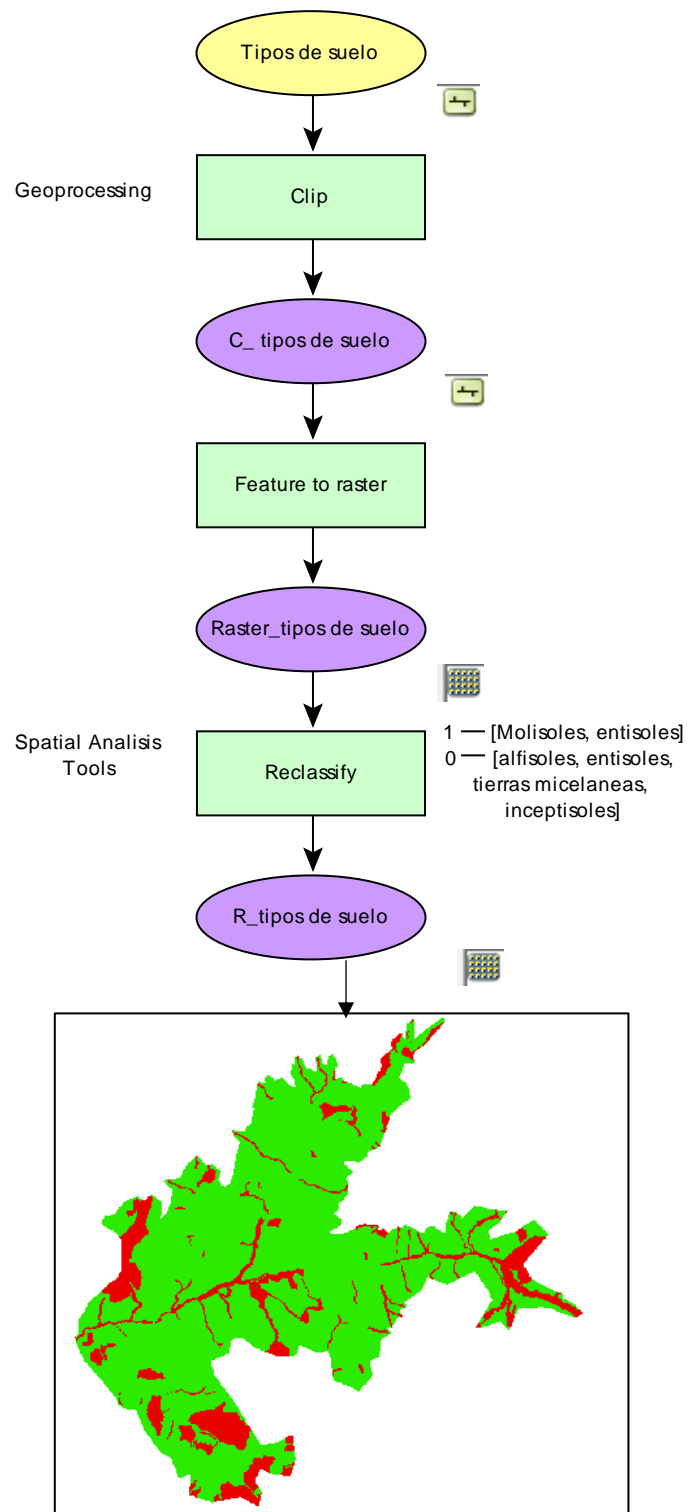 Tipos de suelo
Geoprocessing
Clip
C_ tipos de suelo
Feature to raster
Raster_tipos de suelo
Spatial Analisis
Tools
Reclassify
1 — [Molisoles, entisoles]
0 — [alfisoles, entisoles,
tierras micelaneas,
inceptisoles]
R_tipos de suelo